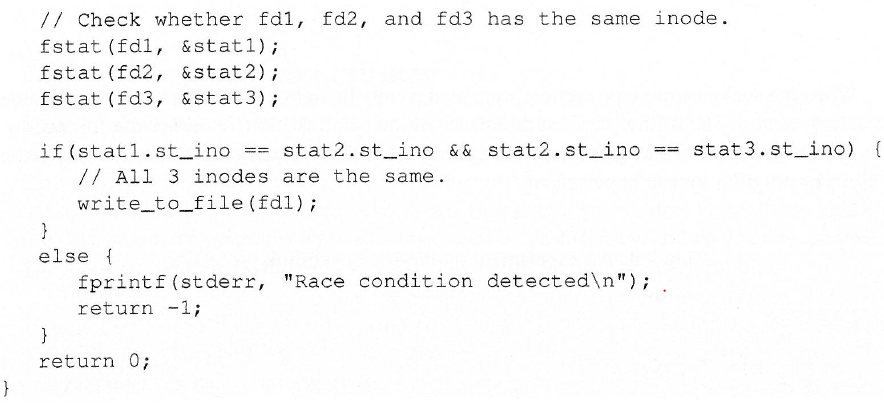 // Check whether fd1, fd2, and fd3 has the same inode.
fstat(fd1, &stat1);
fstat(fd2, &stat2);
fstat(fd3, &stat3);
if(stat1.st_ino == stat2.st_ino && stat2.st_ino == stat3.st_ino) {
// All 3 inodes are the same.
write_to_file(fd1);
}
else {
fprintf(stderr, "Race condition detected\n");
return -1;
}
return 0;
}